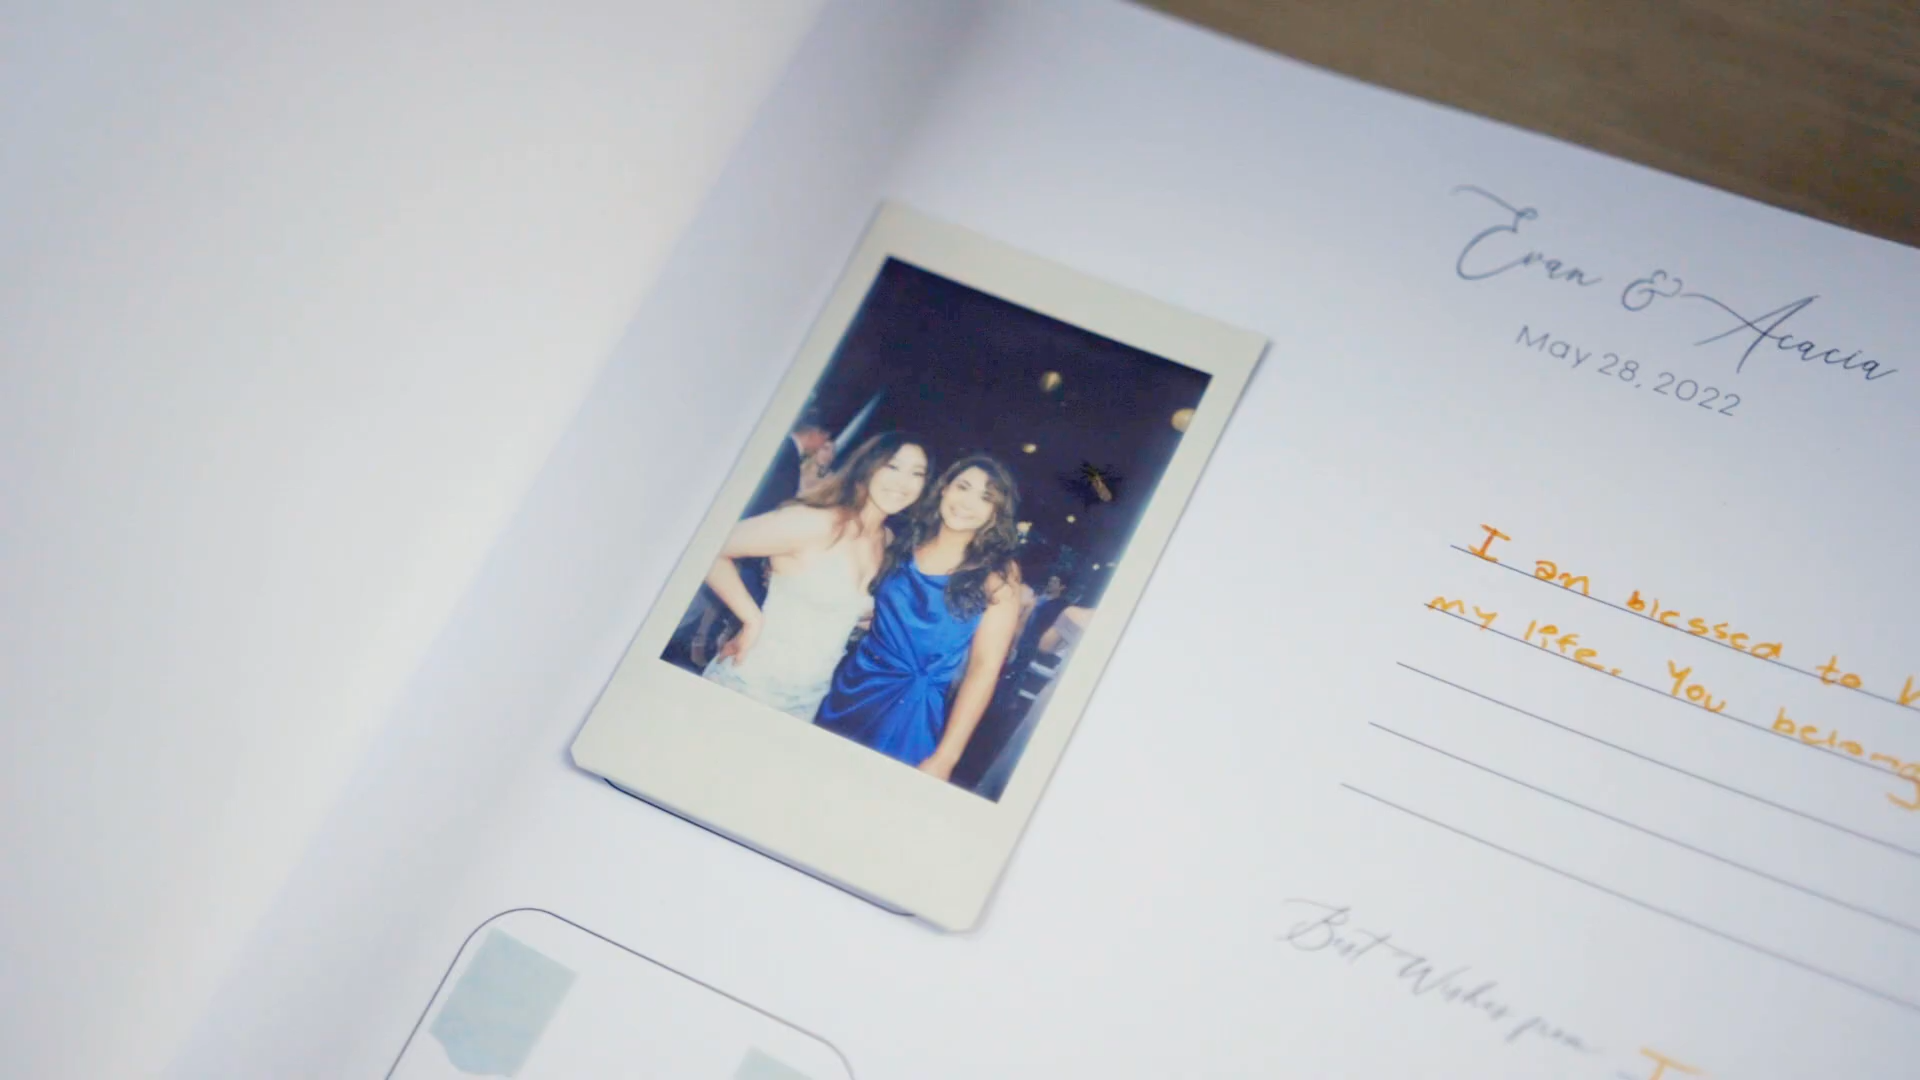 Evan & Acacia
May 28, 2022
I am blessed to
my life. You belong
Best Wishes from